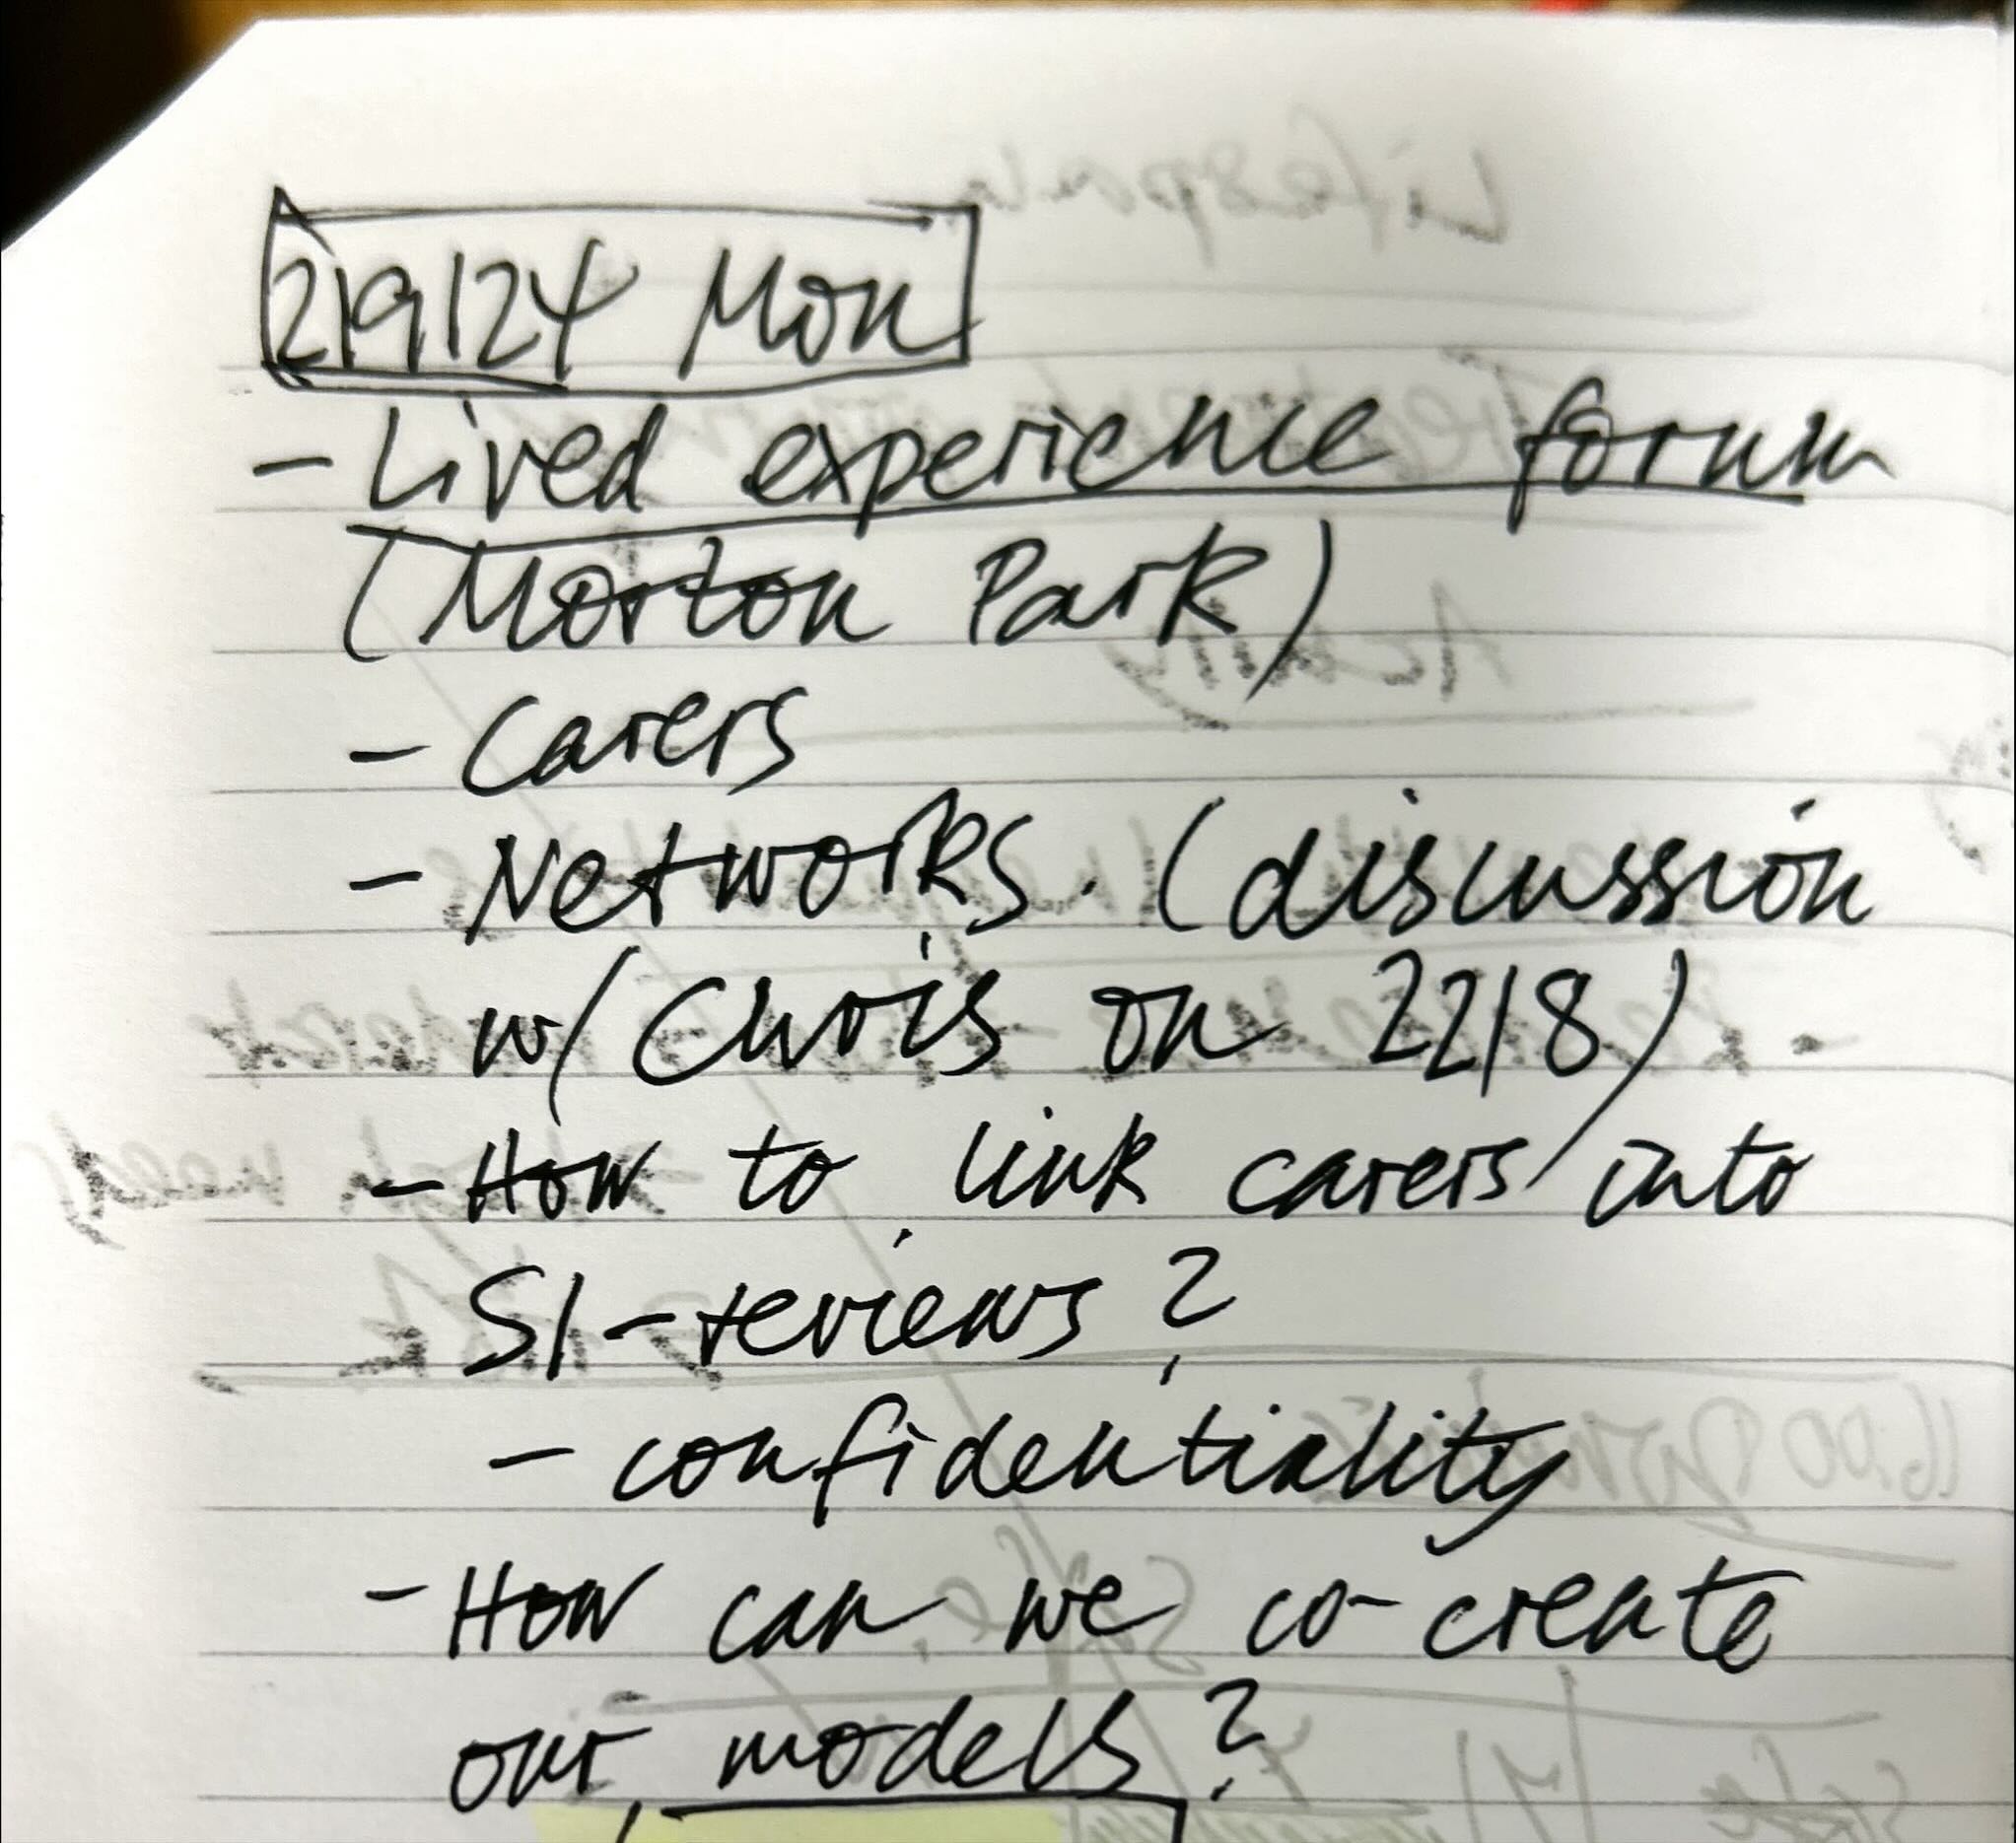 2/9/24 Mon
- Lived experience forum
(Morton Park)
- Carers
- Networks. (discussion
w/ Chris on 22/8)
- How to link carers into
SI-reviews?
- confidentiality
- How can we co-create
our models?